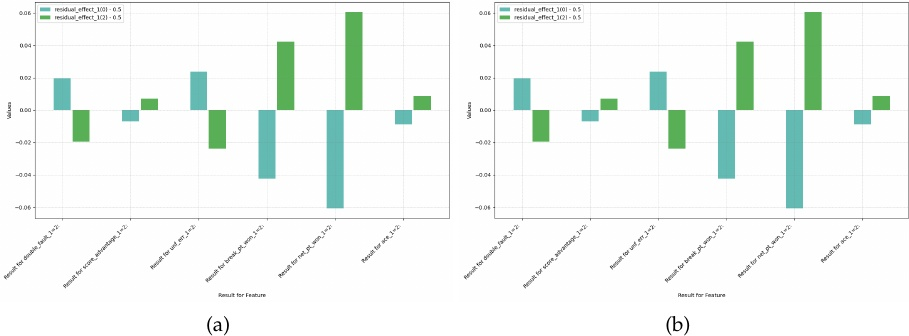 residual_effect_1(0) - 0.5
residual_effect_1(2) - 0.5
0.06
0.04
0.02
0.00
−0.02
−0.04
−0.06
Values
Result for double_fault_1=2:
Result for score_advantage_1=2:
Result for unf_err_1=2:
Result for break_pt_won_1=2:
Result for net_pt_won_1=2:
Result for ace_1=2:
Result for Feature
(a)
residual_effect_1(0) - 0.5
residual_effect_1(2) - 0.5
0.06
0.04
0.02
0.00
−0.02
−0.04
−0.06
Values
Result for double_fault_1=2:
Result for score_advantage_1=2:
Result for unf_err_1=2:
Result for break_pt_won_1=2:
Result for net_pt_won_1=2:
Result for ace_1=2:
Result for Feature
(b)